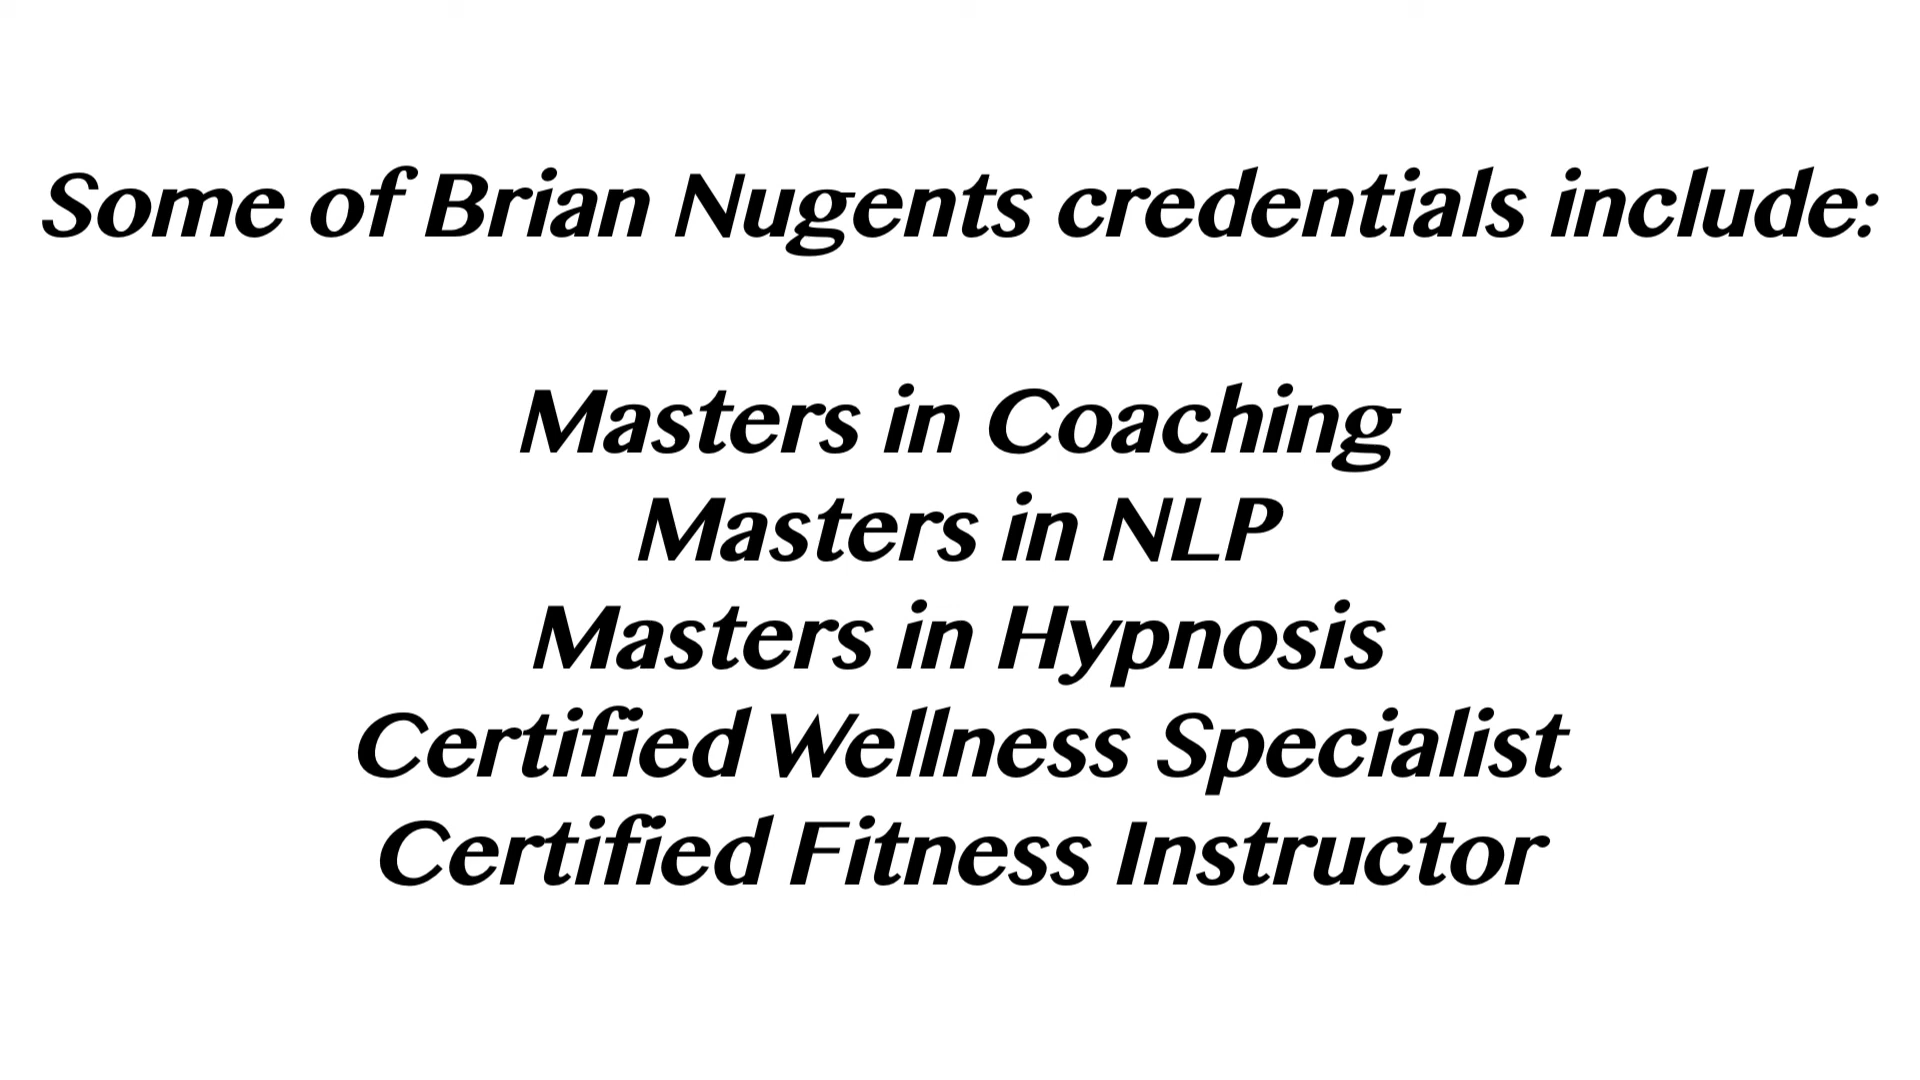 Some of Brian Nugents credentials include:
Masters in Coaching
Masters in NLP
Masters in Hypnosis
Certified Wellness Specialist
Certified Fitness Instructor